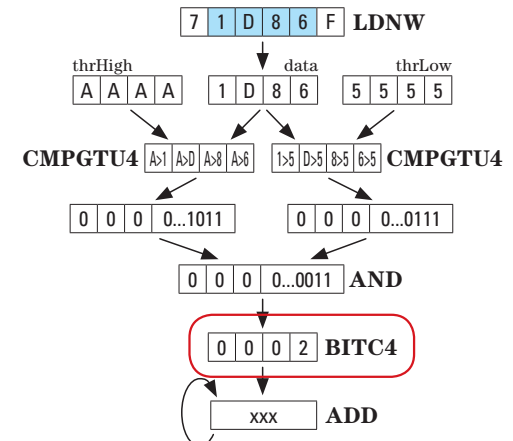 7 1 D 8 6 F LDNW
thrHigh data thrLow
A A A A 1 D 8 6 5 5 5 5
CMPGTU4 A>1 A>D A>8 A>6 1>5 D>5 8>5 6>5 CMPGTU4
0 0 0 0...1011 0 0 0 0...0111
0 0 0 0...0011 AND
0 0 0 2 BITC4
xxx ADD